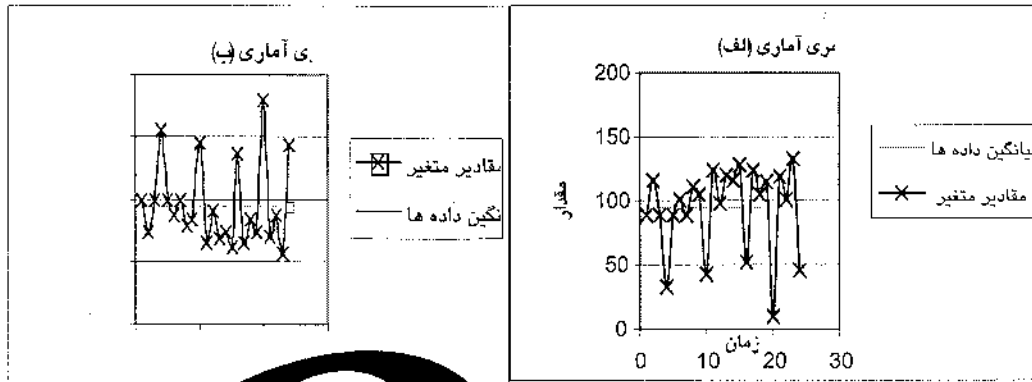 ری آماری (الف)
200
150
100
50
0
مقدار
0 10 20 30
زمان
یانگین داده ها
مقادیر متغیر
ری آماری (ب)
مقادیر متغیر
نگین داده ها